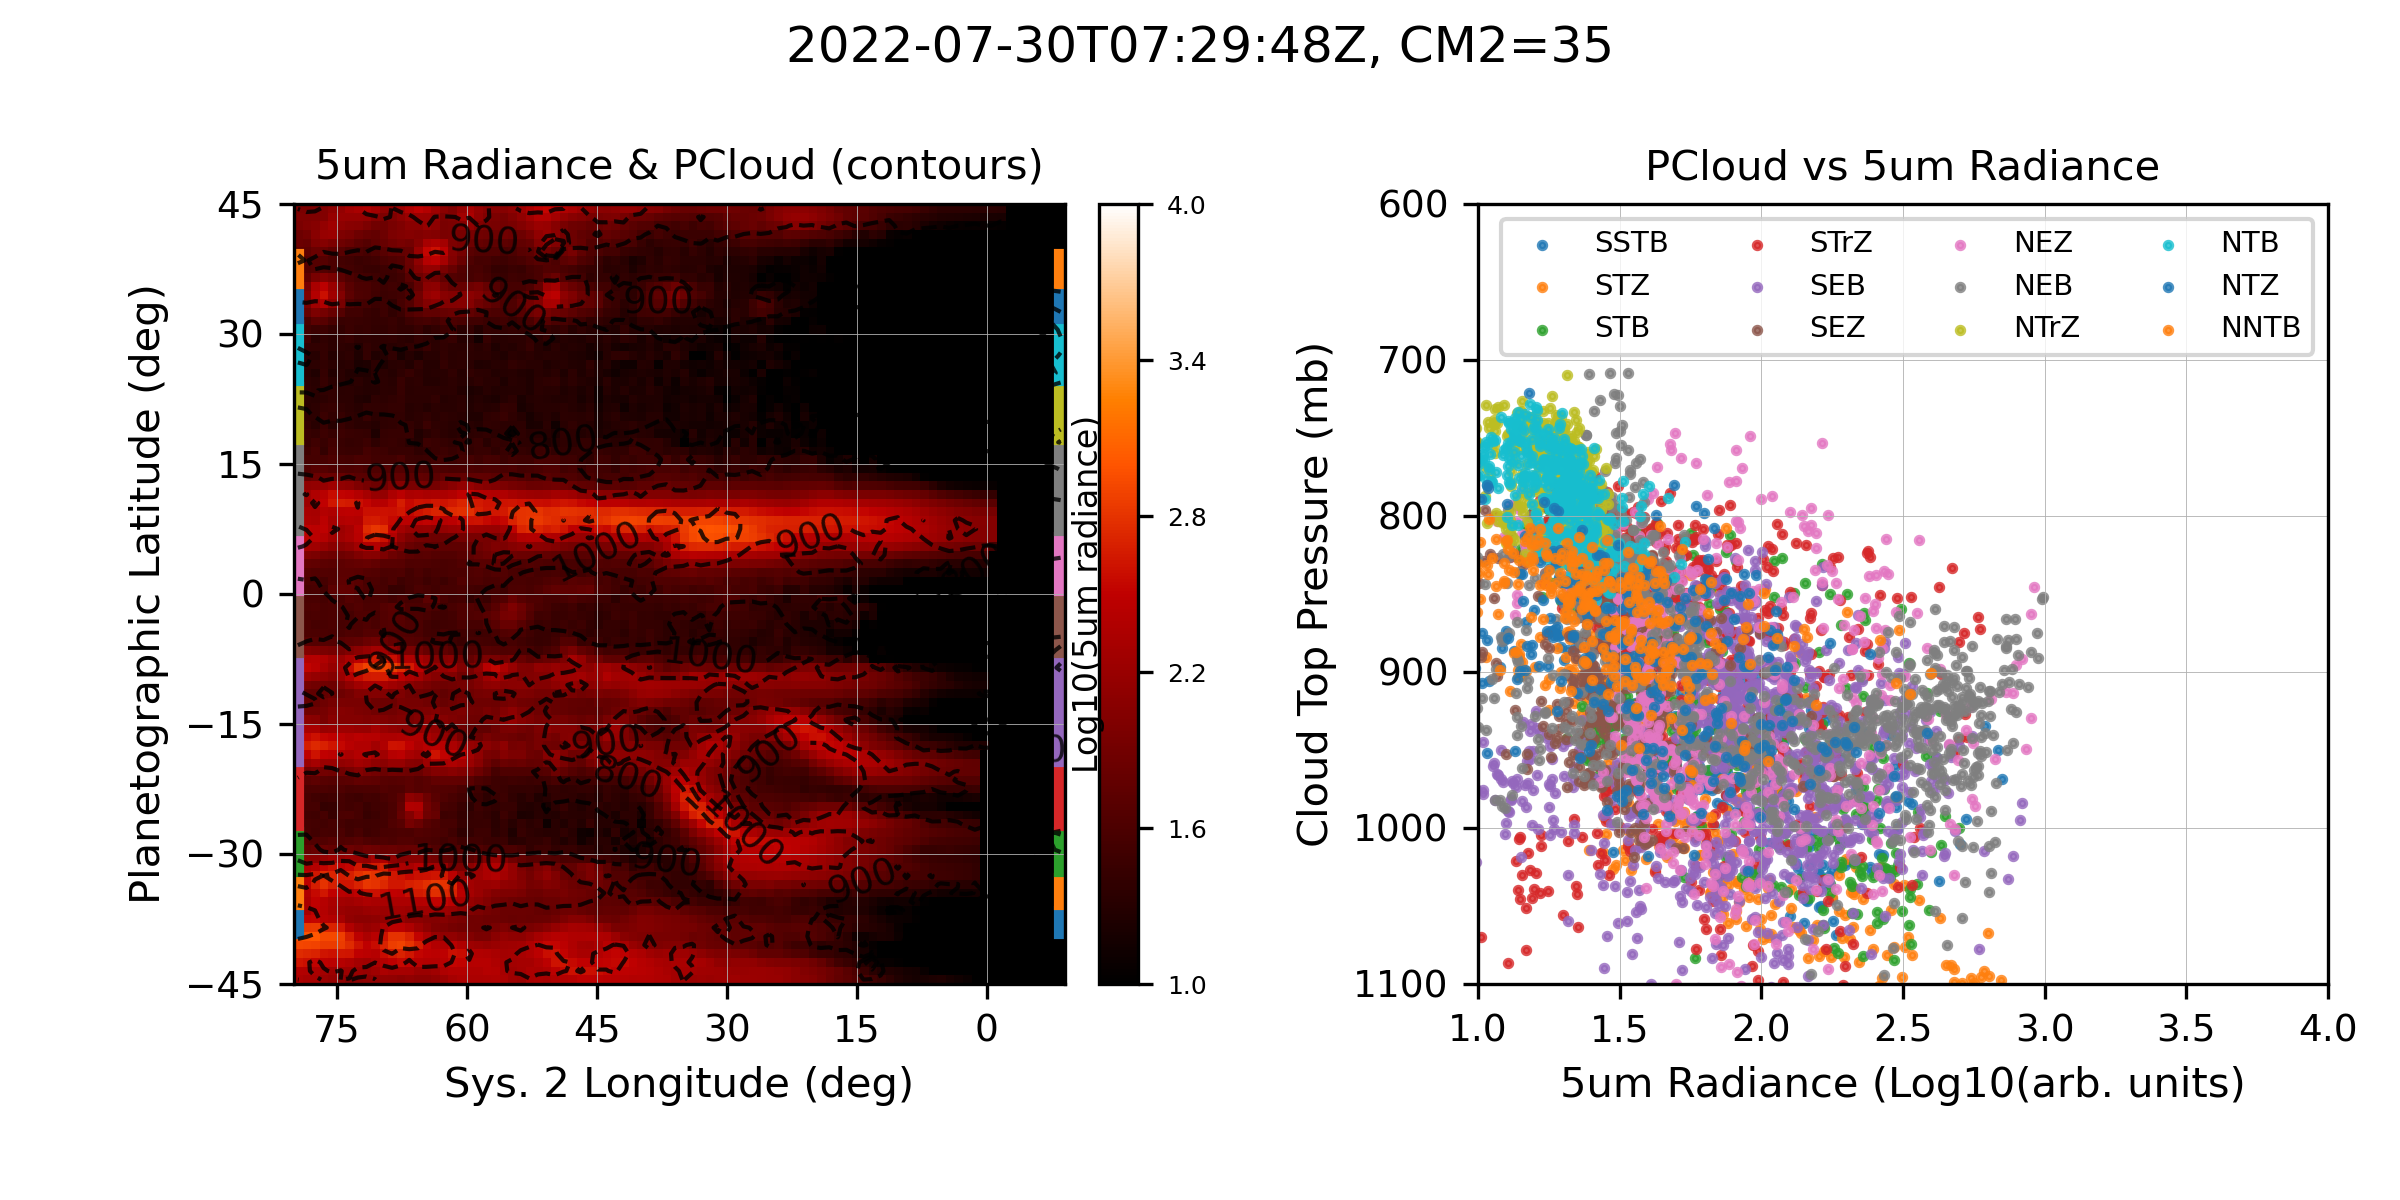 2022-07-30T07:29:48Z, CM2=35
5um Radiance & PCloud (contours)
45
30
15
0
−15
−30
−45
Planetographic Latitude (deg)
75
60
45
30
15
0
Sys. 2 Longitude (deg)
900
900
900
800
900
1000
900
900
1000
1000
900
900
800
900
1000
900
1100
900
Log10(5um radiance)
4.0
3.4
2.8
2.2
1.6
1.0
PCloud vs 5um Radiance
SSTB
STZ
STB
STrZ
SEB
SEZ
NEZ
NEB
NTrZ
NTB
NTZ
NNTB
600
700
800
900
1000
1100
Cloud Top Pressure (mb)
1.0
1.5
2.0
2.5
3.0
3.5
4.0
5um Radiance (Log10(arb. units)